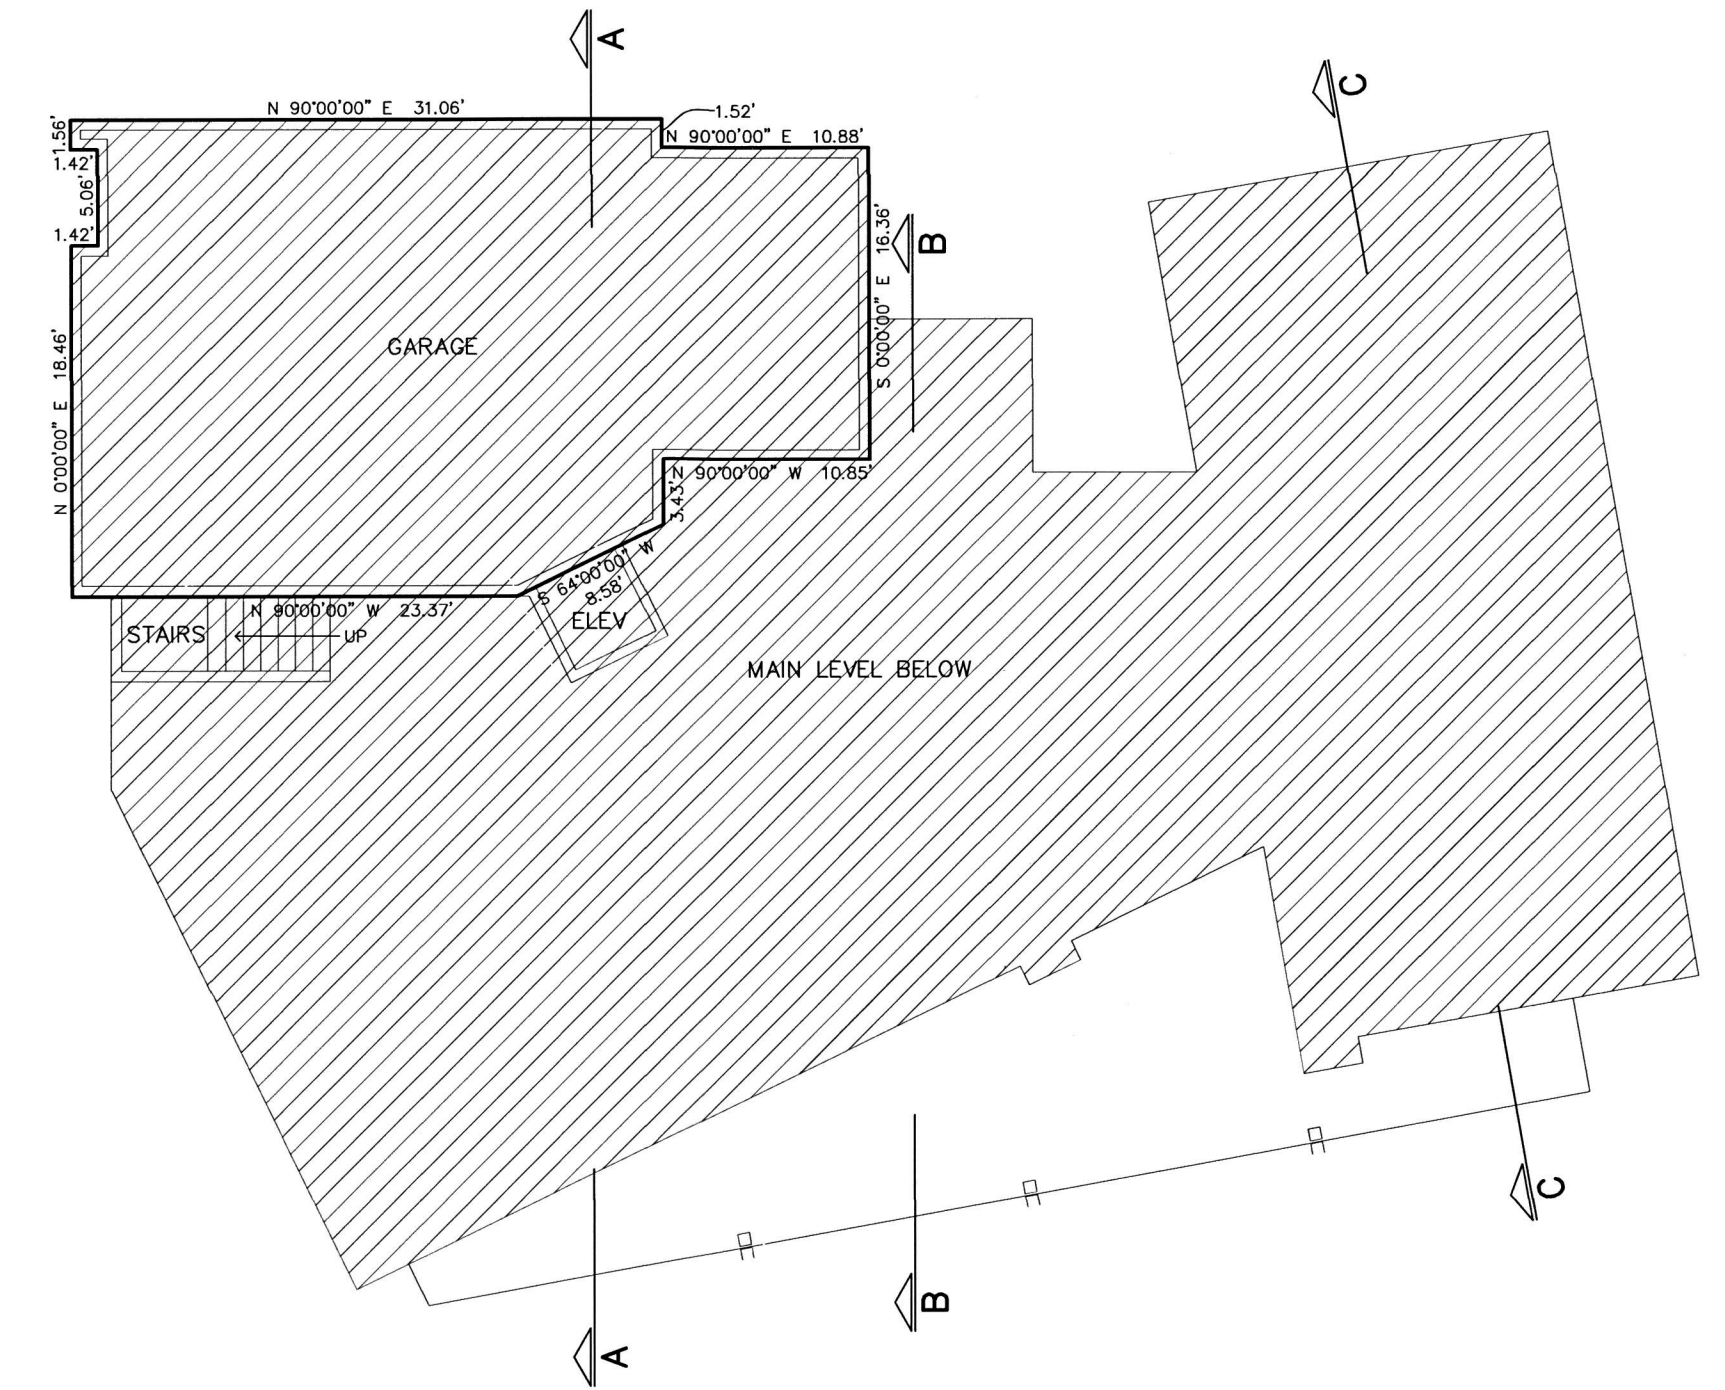 A
C
N 90°00'00" E 31.06'
1.52'
1.56'
N 90°00'00" E 10.88'
1.42'
5.06'
1.42'
B
S 0°00'00" E 16.36'
GARAGE
N 0°00'00" E 18.46'
N 90°00'00" W 10.85'
3.43'
S 64°00'00" W
8.58'
N 90°00'00" W 23.37'
ELEV
STAIRS
UP
MAIN LEVEL BELOW
C
B
A